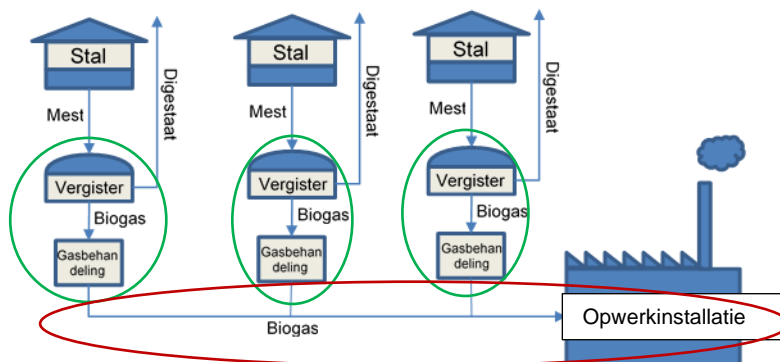 Stal
Mest
Digestaat
Vergister
Biogas
Gasbehan
deling
Stal
Mest
Digestaat
Vergister
Biogas
Gasbehan
deling
Stal
Mest
Digestaat
Vergister
Biogas
Gasbehan
deling
Biogas
Opwerkinstallatie